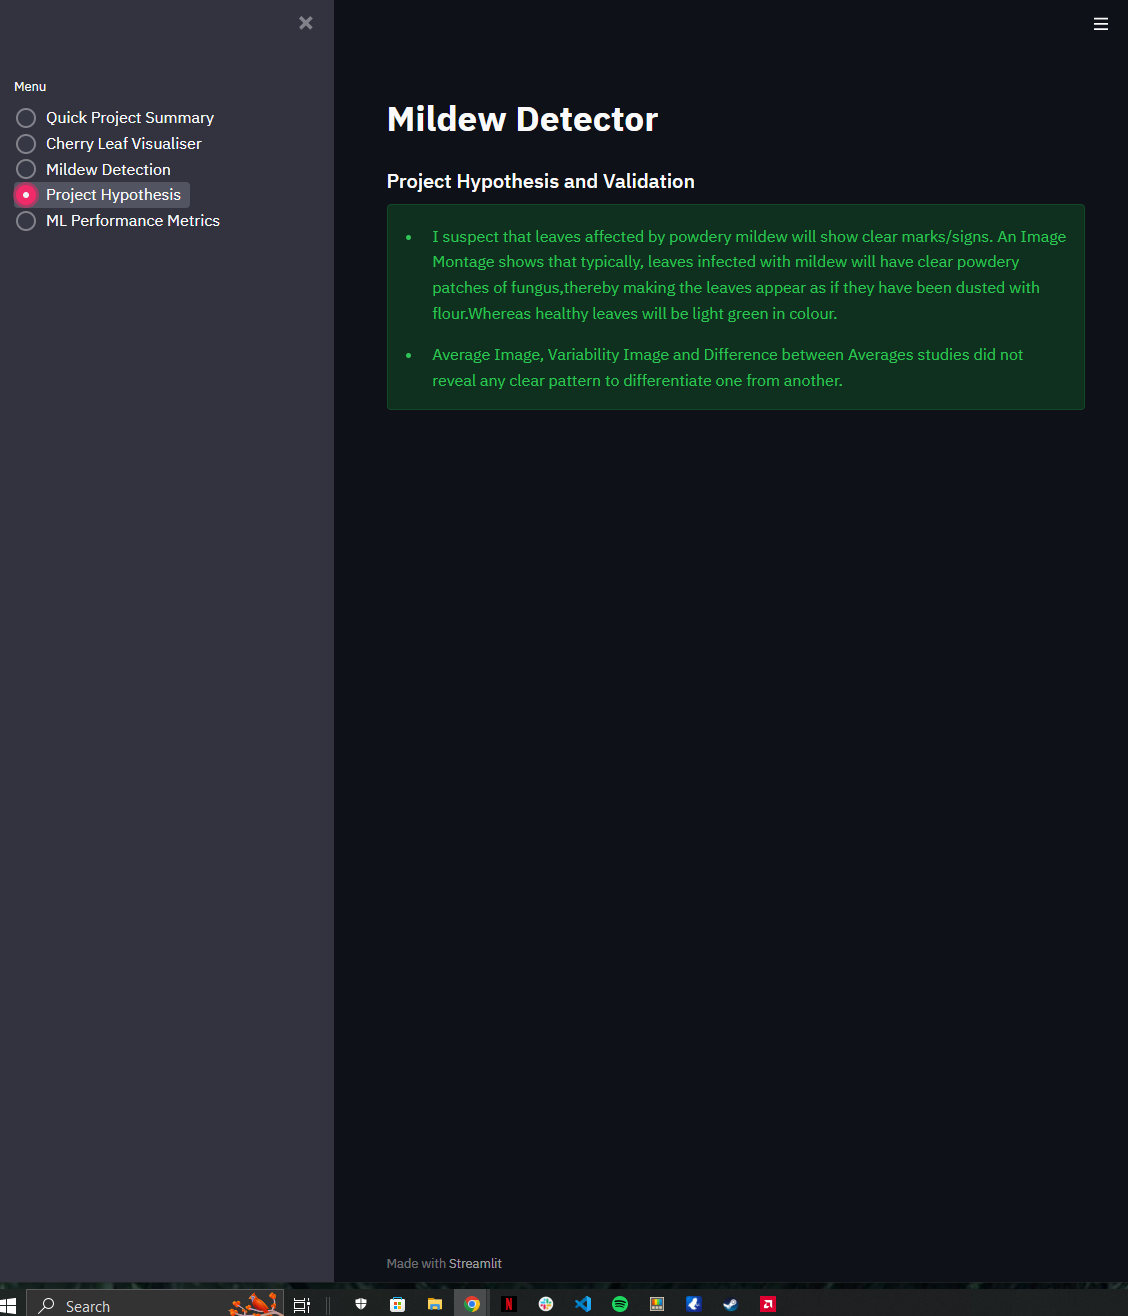 Menu
Quick Project Summary
Cherry Leaf Visualiser
Mildew Detection
Project Hypothesis
ML Performance Metrics
Mildew Detector
Project Hypothesis and Validation
I suspect that leaves affected by powdery mildew will show clear marks/signs. An Image
Montage shows that typically, leaves infected with mildew will have clear powdery
patches of fungus,thereby making the leaves appear as if they have been dusted with
flour.Whereas healthy leaves will be light green in colour.
Average Image, Variability Image and Difference between Averages studies did not
reveal any clear pattern to differentiate one from another.
Made with Streamlit
Search